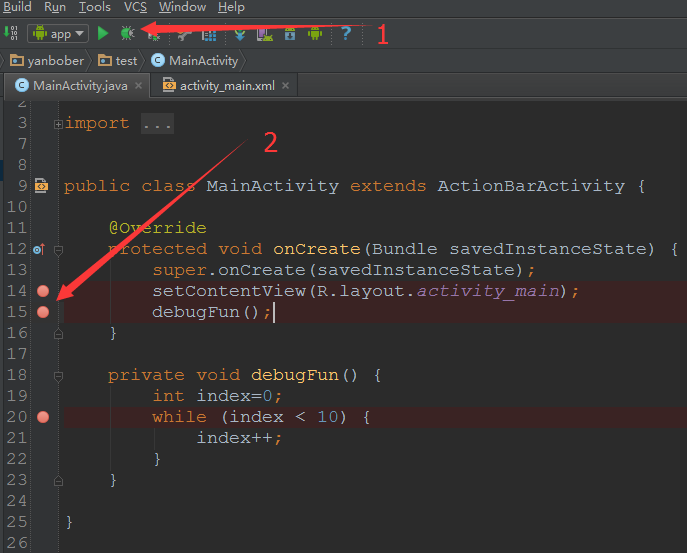 Build Run Tools VCS Window Help
app 1
yanbober test MainActivity
MainActivity.java × activity_main.xml ×
2
3 import ...
7
2
8
9 public class MainActivity extends ActionBarActivity {
10
11 @Override
12 protected void onCreate(Bundle savedInstanceState) {
13 super.onCreate(savedInstanceState);
14 setContentView(R.layout.activity_main);
15 debugFun();
16 }
17
18 private void debugFun() {
19 int index=0;
20 while (index < 10) {
21 index++;
22 }
23 }
24
25 }
26